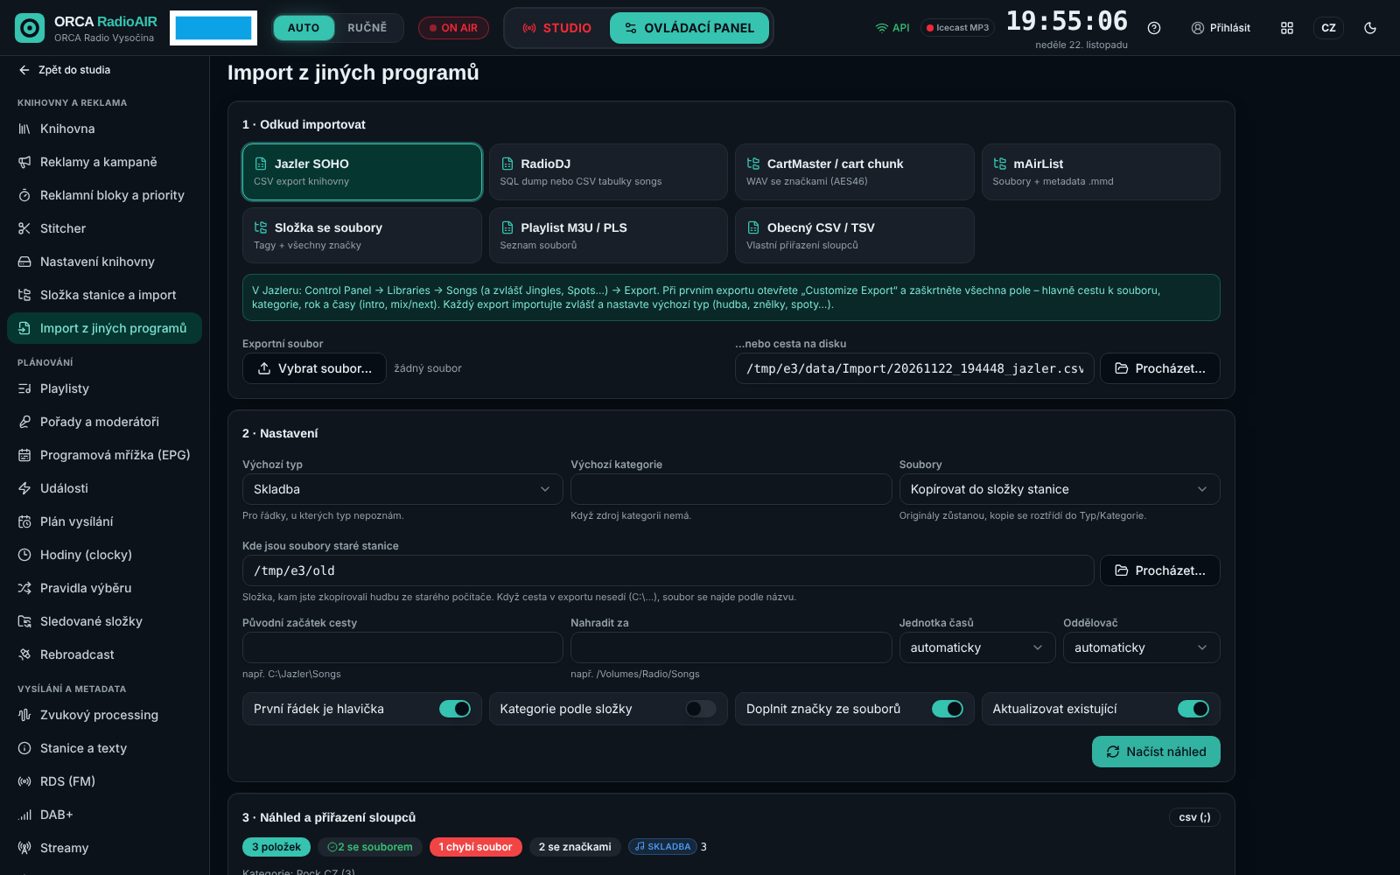 ORCA RadioAIR
ORCA Radio Vysočina
AUTO
RUČNĚ
ON AIR
STUDIO
OVLÁDACÍ PANEL
API
Icecast MP3
19:55:06
neděle 22. listopadu
Přihlásit
CZ
Zpět do studia
KNIHOVNY A REKLAMA
Knihovna
Reklamy a kampaně
Reklamní bloky a priority
Stitcher
Nastavení knihovny
Složka stanice a import
Import z jiných programů
PLÁNOVÁNÍ
Playlisty
Pořady a moderátoři
Programová mřížka (EPG)
Události
Plán vysílání
Hodiny (clocky)
Pravidla výběru
Sledované složky
Rebroadcast
VYSÍLÁNÍ A METADATA
Zvukový processing
Stanice a texty
RDS (FM)
DAB+
Streamy
Import z jiných programů
1 · Odkud importovat
Jazler SOHO
CSV export knihovny
RadioDJ
SQL dump nebo CSV tabulky songs
CartMaster / cart chunk
WAV se značkami (AES46)
mAirList
Soubory + metadata .mmd
Složka se soubory
Tagy + všechny značky
Playlist M3U / PLS
Seznam souborů
Obecný CSV / TSV
Vlastní přiřazení sloupců
V Jazleru: Control Panel → Libraries → Songs (a zvlášť Jingles, Spots…) → Export. Při prvním exportu otevřete „Customize Export“ a zaškrtněte všechna pole – hlavně cestu k souboru,
kategorie, rok a časy (intro, mix/next). Každý export importujte zvlášť a nastavte výchozí typ (hudba, znělky, spoty…).
Exportní soubor
Vybrat soubor…
žádný soubor
…nebo cesta na disku
/tmp/e3/data/Import/20261122_194448_jazler.csv
Procházet…
2 · Nastavení
Výchozí typ
Skladba
Pro řádky, u kterých typ nepoznám.
Výchozí kategorie
Když zdroj kategorii nemá.
Soubory
Kopírovat do složky stanice
Originály zůstanou, kopie se roztřídí do Typ/Kategorie.
Kde jsou soubory staré stanice
/tmp/e3/old
Procházet…
Složka, kam jste zkopírovali hudbu ze starého počítače. Když cesta v exportu nesedí (C:\…), soubor se najde podle názvu.
Původní začátek cesty
např. C:\Jazler\Songs
Nahradit za
např. /Volumes/Radio/Songs
Jednotka časů
automaticky
Oddělovač
automaticky
První řádek je hlavička
Kategorie podle složky
Doplnit značky ze souborů
Aktualizovat existující
Načíst náhled
3 · Náhled a přiřazení sloupců
csv (;)
3 položek
2 se souborem
1 chybí soubor
2 se značkami
SKLADBA
3
Kategorie: Rock CZ (3)